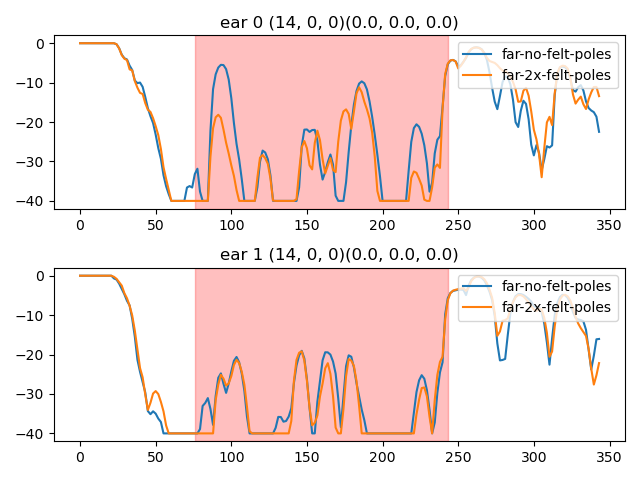 ear 0 (14, 0, 0)(0.0, 0.0, 0.0)
0
−10
−20
−30
−40
far-no-felt-poles
far-2x-felt-poles
0 50 100 150 200 250 300 350
ear 1 (14, 0, 0)(0.0, 0.0, 0.0)
0
−10
−20
−30
−40
far-no-felt-poles
far-2x-felt-poles
0 50 100 150 200 250 300 350